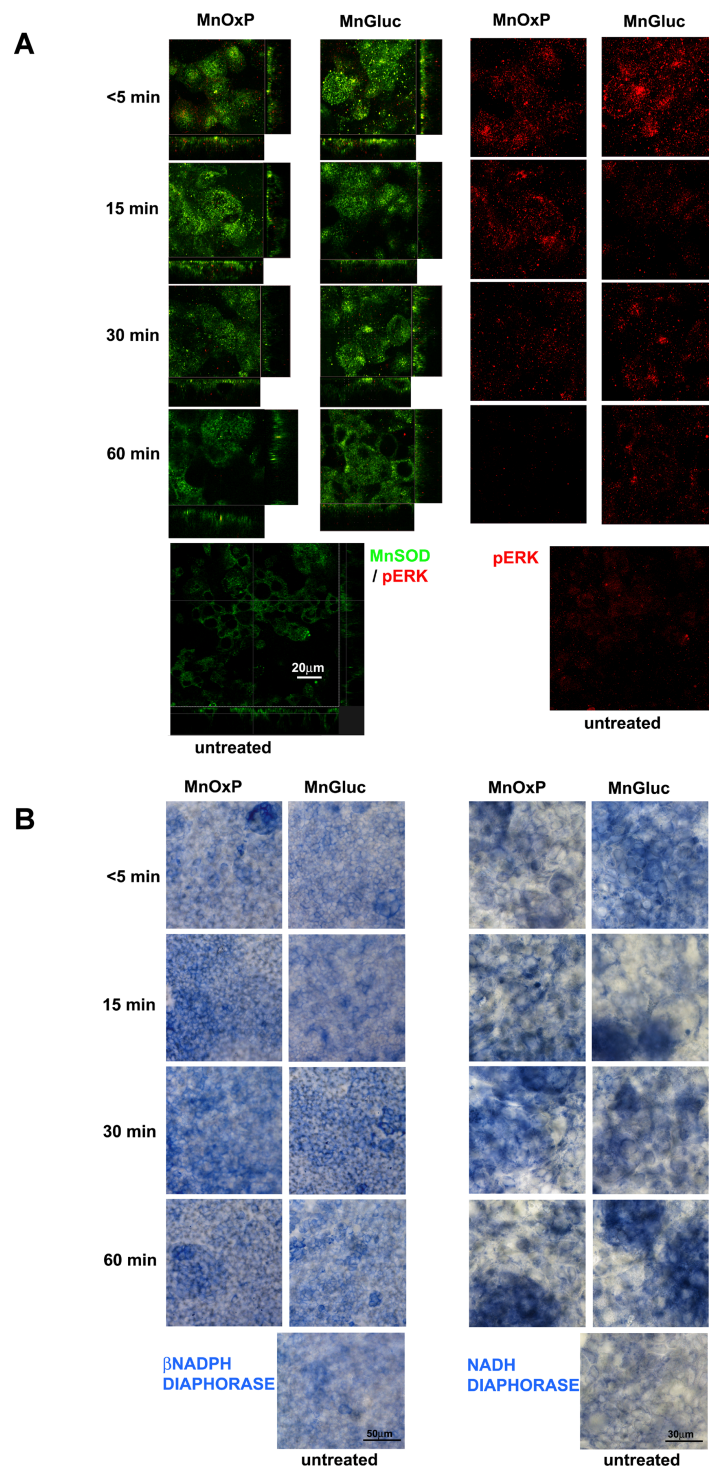 MnOxP MnGluc MnOxP MnGluc
A
<5 min
15 min
30 min
60 min
MnSOD
/ pERK
pERK
20μm
untreated
untreated
MnOxP MnGluc MnOxP MnGluc
B
<5 min
15 min
30 min
60 min
βNADPH
DIAPHORASE
NADH
DIAPHORASE
50μm
30μm
untreated
untreated